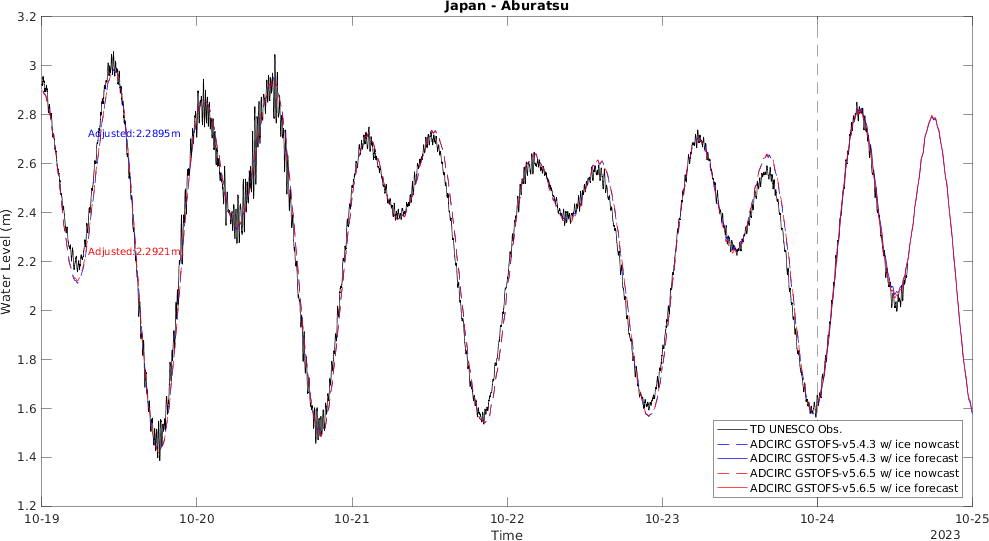 Japan - Aburatsu
3.2
3
2.8
2.6
2.4
2.2
2
1.8
1.6
1.4
1.2
Water Level (m)
Adjusted:2.2895m
Adjusted:2.2921m
TD UNESCO Obs.
ADCIRC GSTOFS-v5.4.3 w/ ice nowcast
ADCIRC GSTOFS-v5.4.3 w/ ice forecast
ADCIRC GSTOFS-v5.6.5 w/ ice nowcast
ADCIRC GSTOFS-v5.6.5 w/ ice forecast
10-19 10-20 10-21 10-22 10-23 10-24 10-25
Time
2023